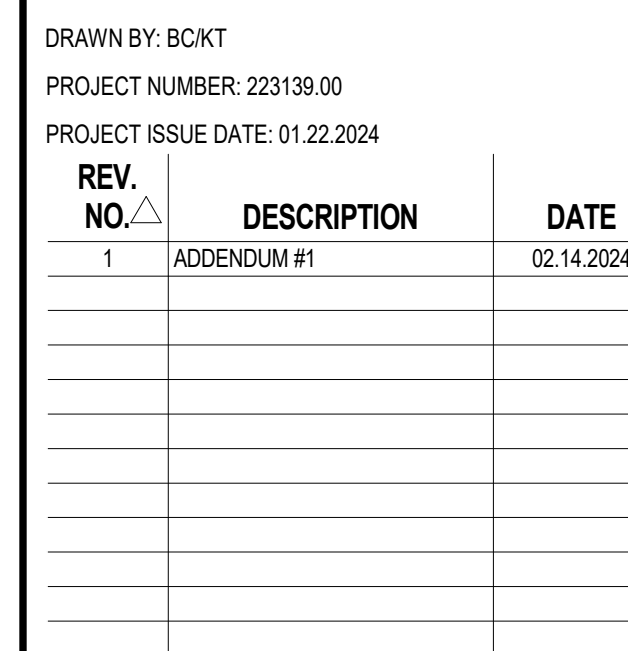 DRAWN BY: BC/KT
PROJECT NUMBER: 223139.00
PROJECT ISSUE DATE: 01.22.2024
REV.
NO. DESCRIPTION DATE
1 ADDENDUM #1 02.14.2024